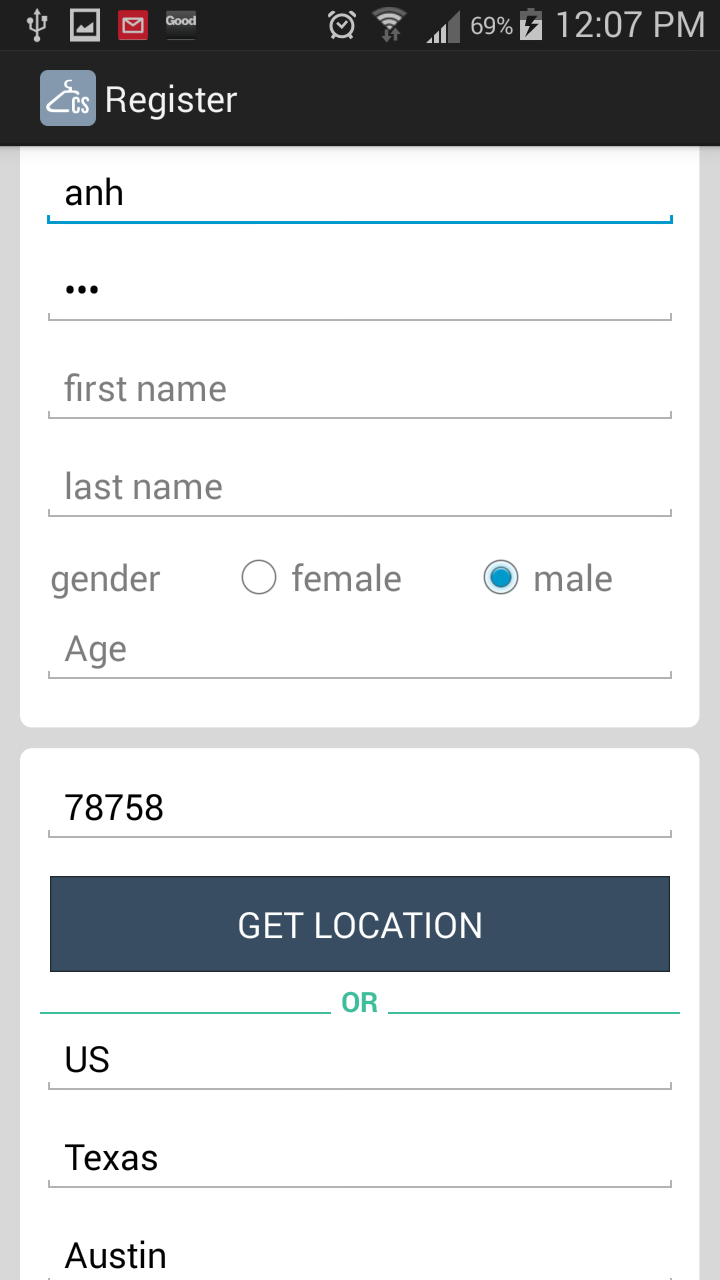 Good 69% 12:07 PM
CS Register
anh
•••
first name
last name
gender female male
Age
78758
GET LOCATION
OR
US
Texas
Austin